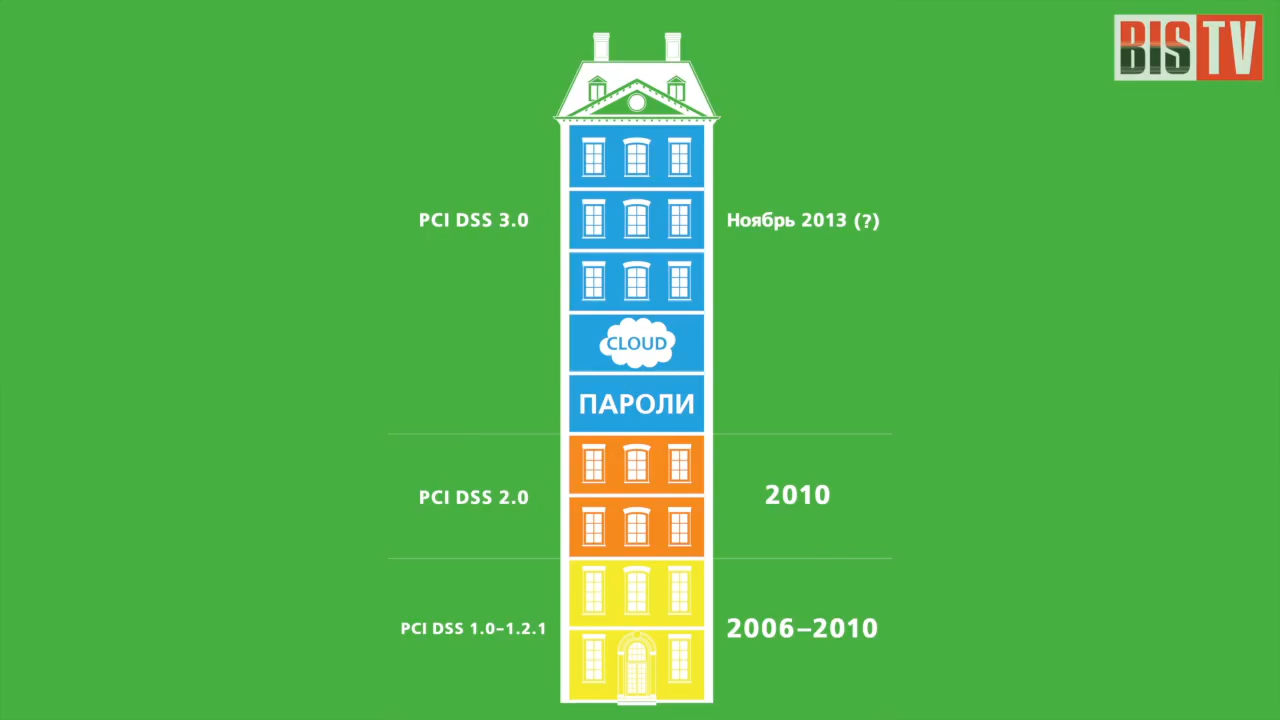 BIS TV
PCI DSS 3.0
Ноябрь 2013 (?)
CLOUD
ПАРОЛИ
PCI DSS 2.0
2010
PCI DSS 1.0–1.2.1
2006–2010